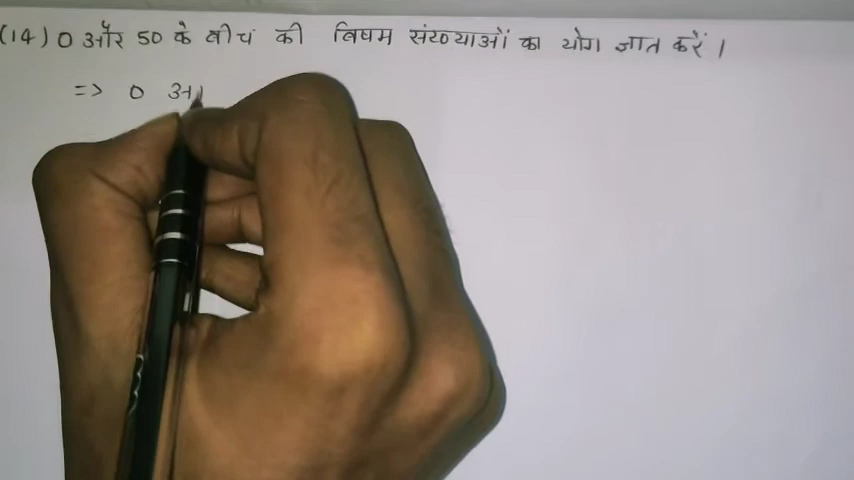 (14) 0 और 50 के बीच की विषम संख्याओं का योग ज्ञात करें ।
=> 0 अ